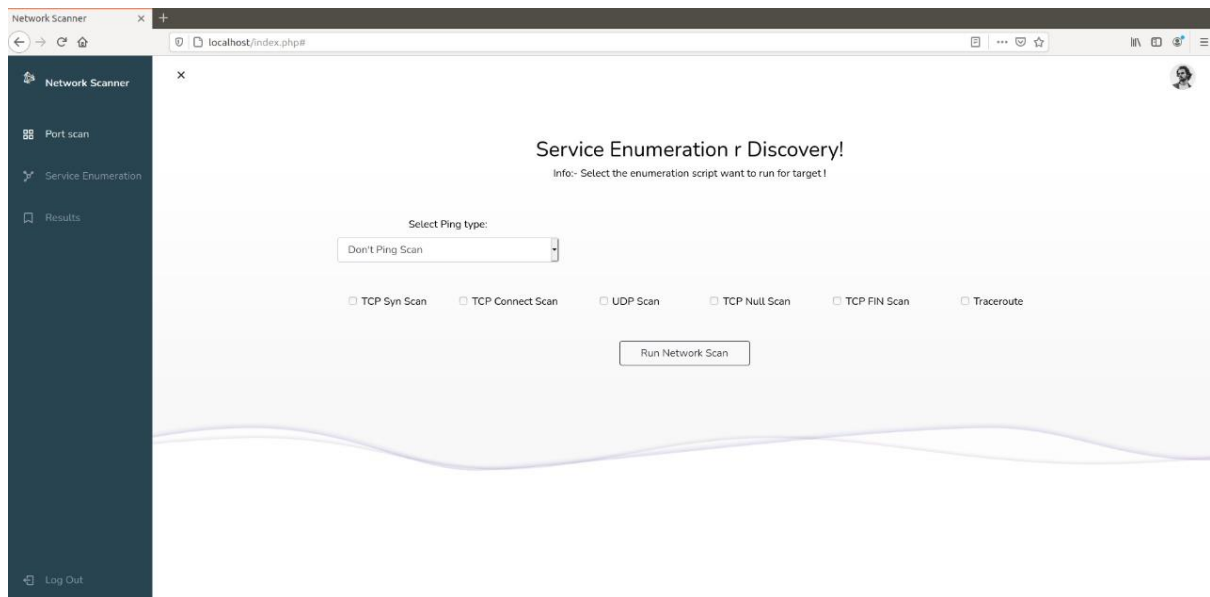 Network Scanner
localhost/index.php#
Network Scanner
Port scan
Service Enumeration
Results
Log Out
Service Enumeration r Discovery!
Info:- Select the enumeration script want to run for target !
Select Ping type:
Don't Ping Scan
TCP Syn Scan TCP Connect Scan UDP Scan TCP Null Scan TCP FIN Scan Traceroute
Run Network Scan